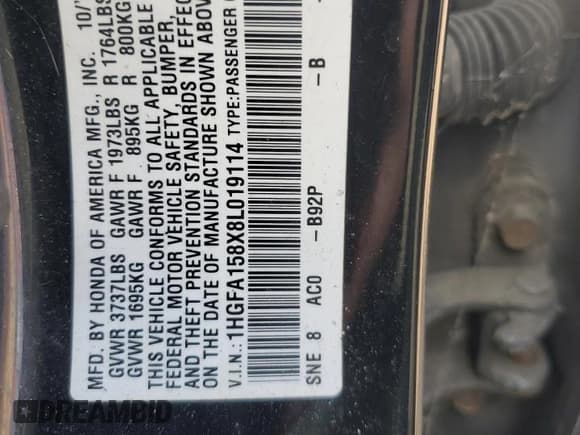 MFD. BY HONDA OF AMERICA MFG., INC. 10/
GVWR 3737LBS GAWR F 1973LBS R 1764LBS
GVWR 1695KG GAWR F 895KG R 800KG
THIS VEHICLE CONFORMS TO ALL APPLICABLE
FEDERAL MOTOR VEHICLE SAFETY, BUMPER,
AND THEFT PREVENTION STANDARDS IN EFFEC
ON THE DATE OF MANUFACTURE SHOWN ABOV
V.I.N.: 1HGFA158X8L019114 TYPE:PASSENGER
SNE 8 AC0 -B92P -B
DREAMBID